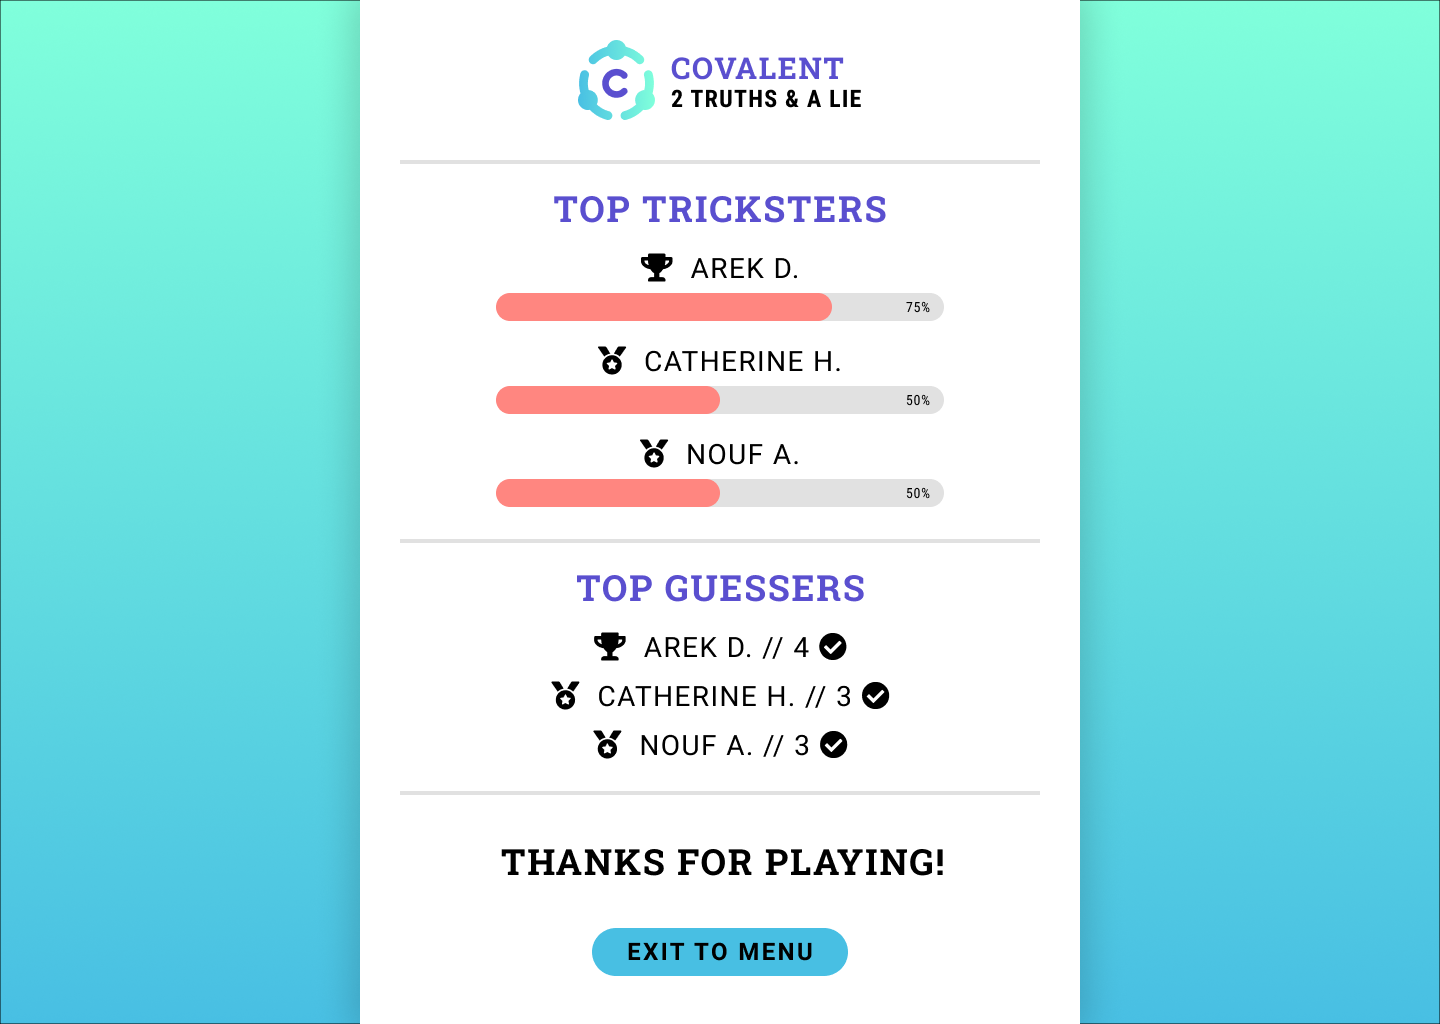 C
COVALENT
2 TRUTHS & A LIE
TOP TRICKSTERS
AREK D.
75%
CATHERINE H.
50%
NOUF A.
50%
TOP GUESSERS
AREK D. // 4
CATHERINE H. // 3
NOUF A. // 3
THANKS FOR PLAYING!
EXIT TO MENU